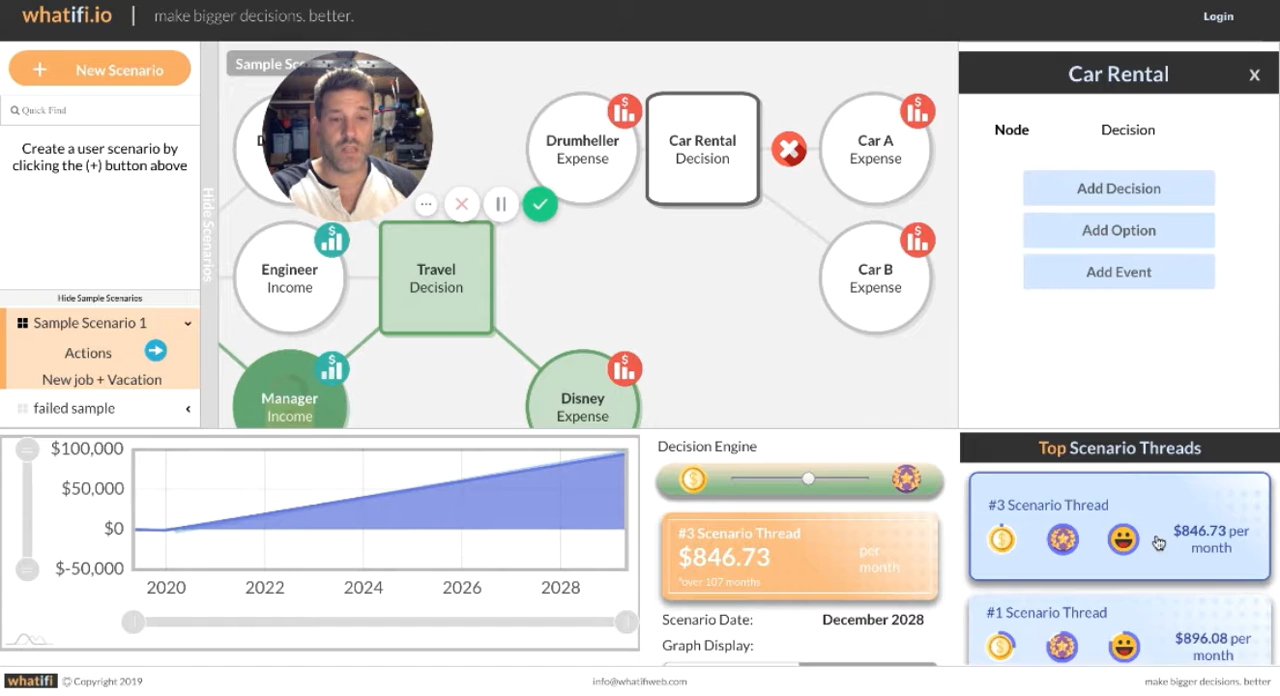 whatifi.io | make bigger decisions. better.
Login
+ New Scenario
Quick Find
Create a user scenario by
clicking the (+) button above
Hide Scenarios
Hide Sample Scenarios
Sample Scenario 1
Actions
New job + Vacation
failed sample
Sample Sc
Drumheller
Expense
Car Rental
Decision
Car A
Expense
Engineer
Income
Travel
Decision
Car B
Expense
Manager
Income
Disney
Expense
Car Rental X
Node Decision
Add Decision
Add Option
Add Event
$100,000
$50,000
$0
$-50,000
2020 2022 2024 2026 2028
Decision Engine
#3 Scenario Thread
$846.73 per
month
*over 107 months
Scenario Date: December 2028
Graph Display:
Top Scenario Threads
#3 Scenario Thread
$846.73 per
month
#1 Scenario Thread
$896.08 per
month
whatifi © Copyright 2019
info@whatifiweb.com
make bigger decisions. better